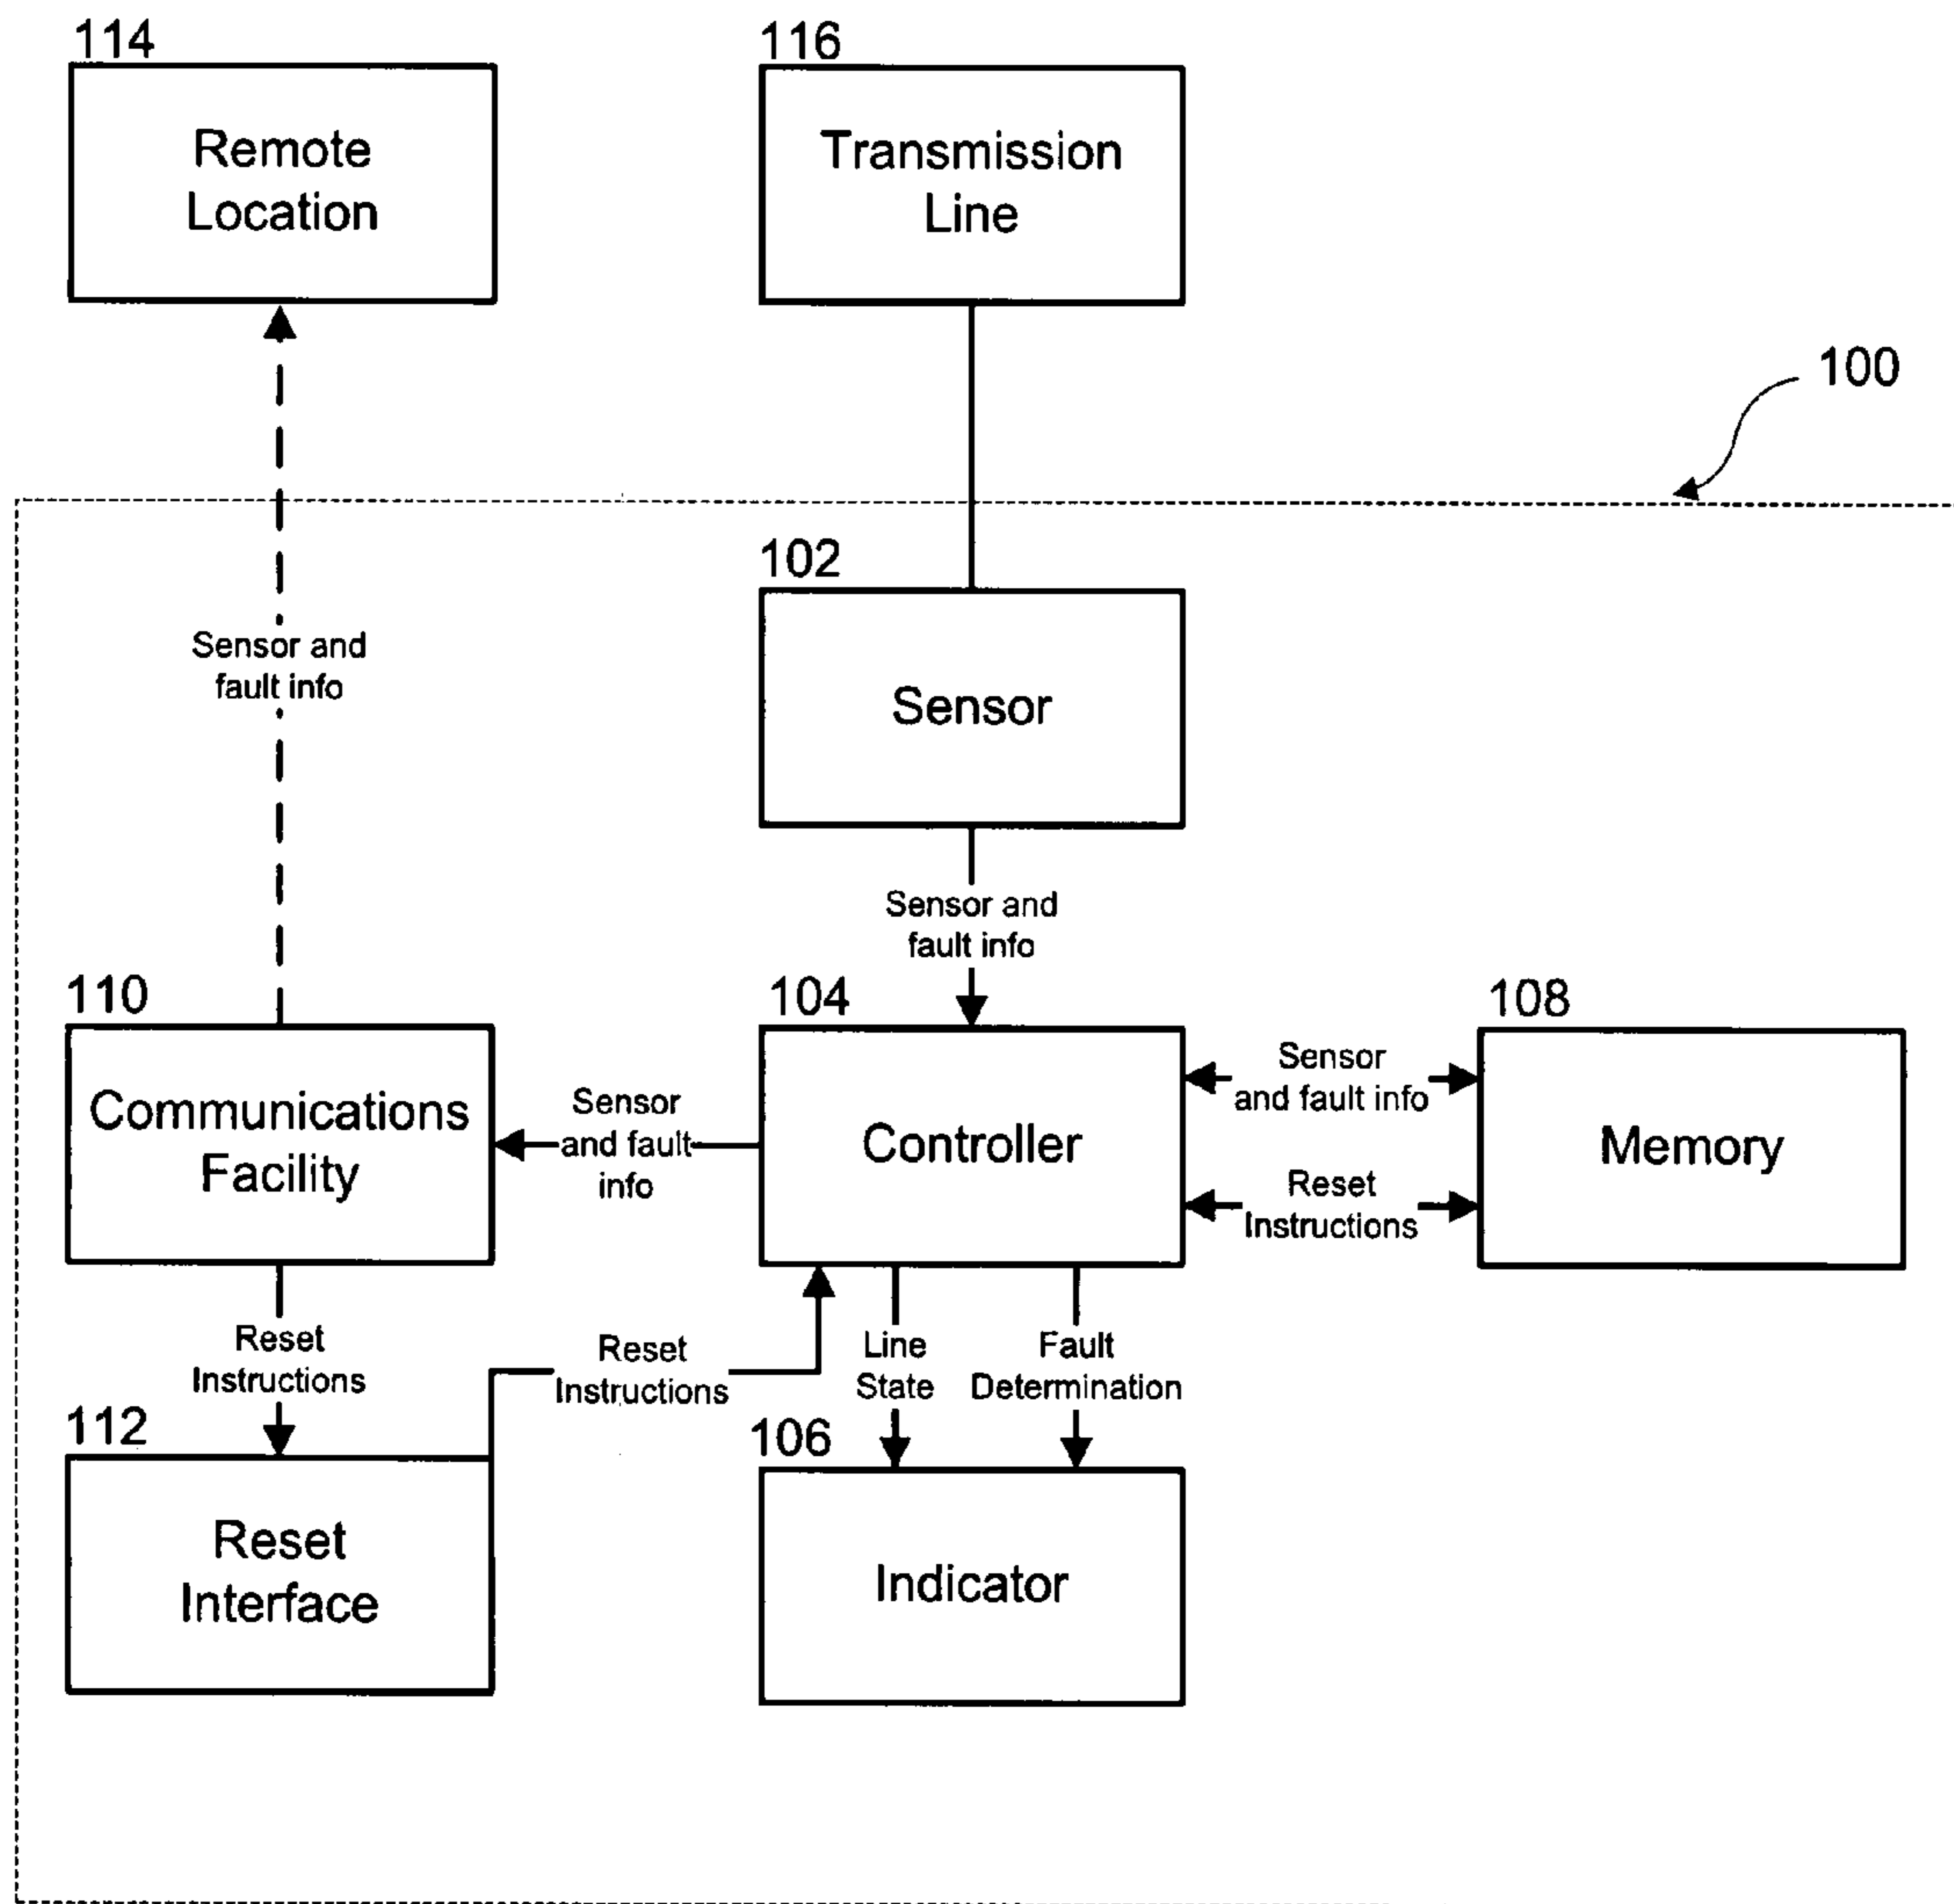 114
Remote
Location
116
Transmission
Line
100
102
Sensor
Sensor and
fault info
Sensor and
fault info
110
Communications
Facility
Sensor
and fault
info
104
Controller
Sensor
and fault info
Reset
Instructions
108
Memory
Reset
Instructions
Reset
Instructions
Line
State
Fault
Determination
112
Reset
Interface
106
Indicator